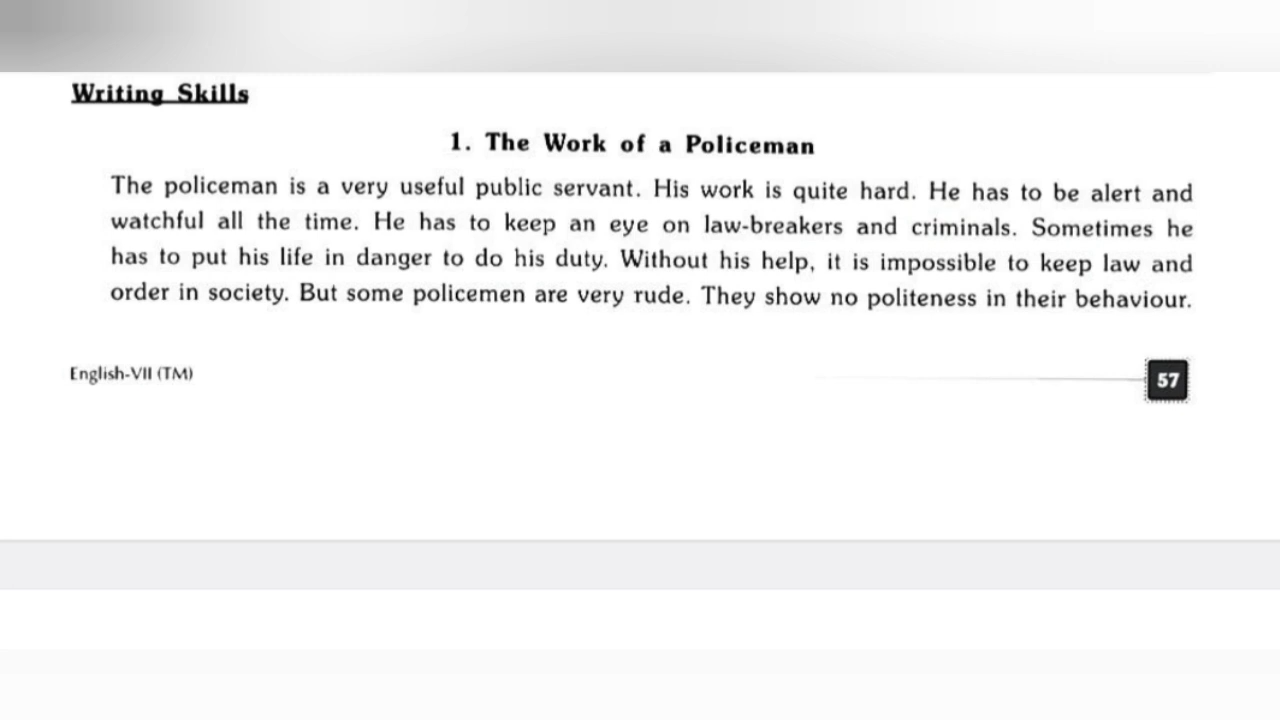 Writing Skills
1. The Work of a Policeman
The policeman is a very useful public servant. His work is quite hard. He has to be alert and
watchful all the time. He has to keep an eye on law-breakers and criminals. Sometimes he
has to put his life in danger to do his duty. Without his help, it is impossible to keep law and
order in society. But some policemen are very rude. They show no politeness in their behaviour.
English-VII (TM)
57